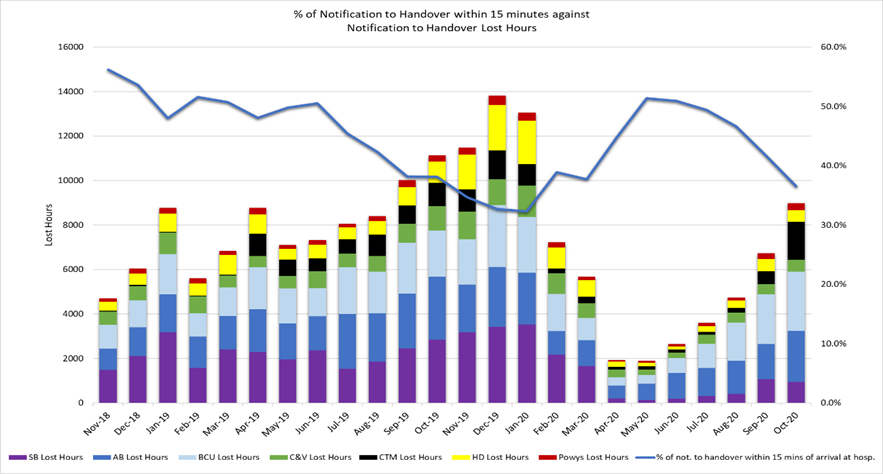 % of Notification to Handover within 15 minutes against
Notification to Handover Lost Hours
Lost Hours
16000
14000
12000
10000
8000
6000
4000
2000
0
60.0%
50.0%
40.0%
30.0%
20.0%
10.0%
0.0%
Nov-18
Dec-18
Jan-19
Feb-19
Mar-19
Apr-19
May-19
Jun-19
Jul-19
Aug-19
Sep-19
Oct-19
Nov-19
Dec-19
Jan-20
Feb-20
Mar-20
Apr-20
May-20
Jun-20
Jul-20
Aug-20
Sep-20
Oct-20
SB Lost Hours AB Lost Hours BCU Lost Hours C&V Lost Hours CTM Lost Hours HD Lost Hours Powys Lost Hours % of not. to handover within 15 mins of arrival at hosp.